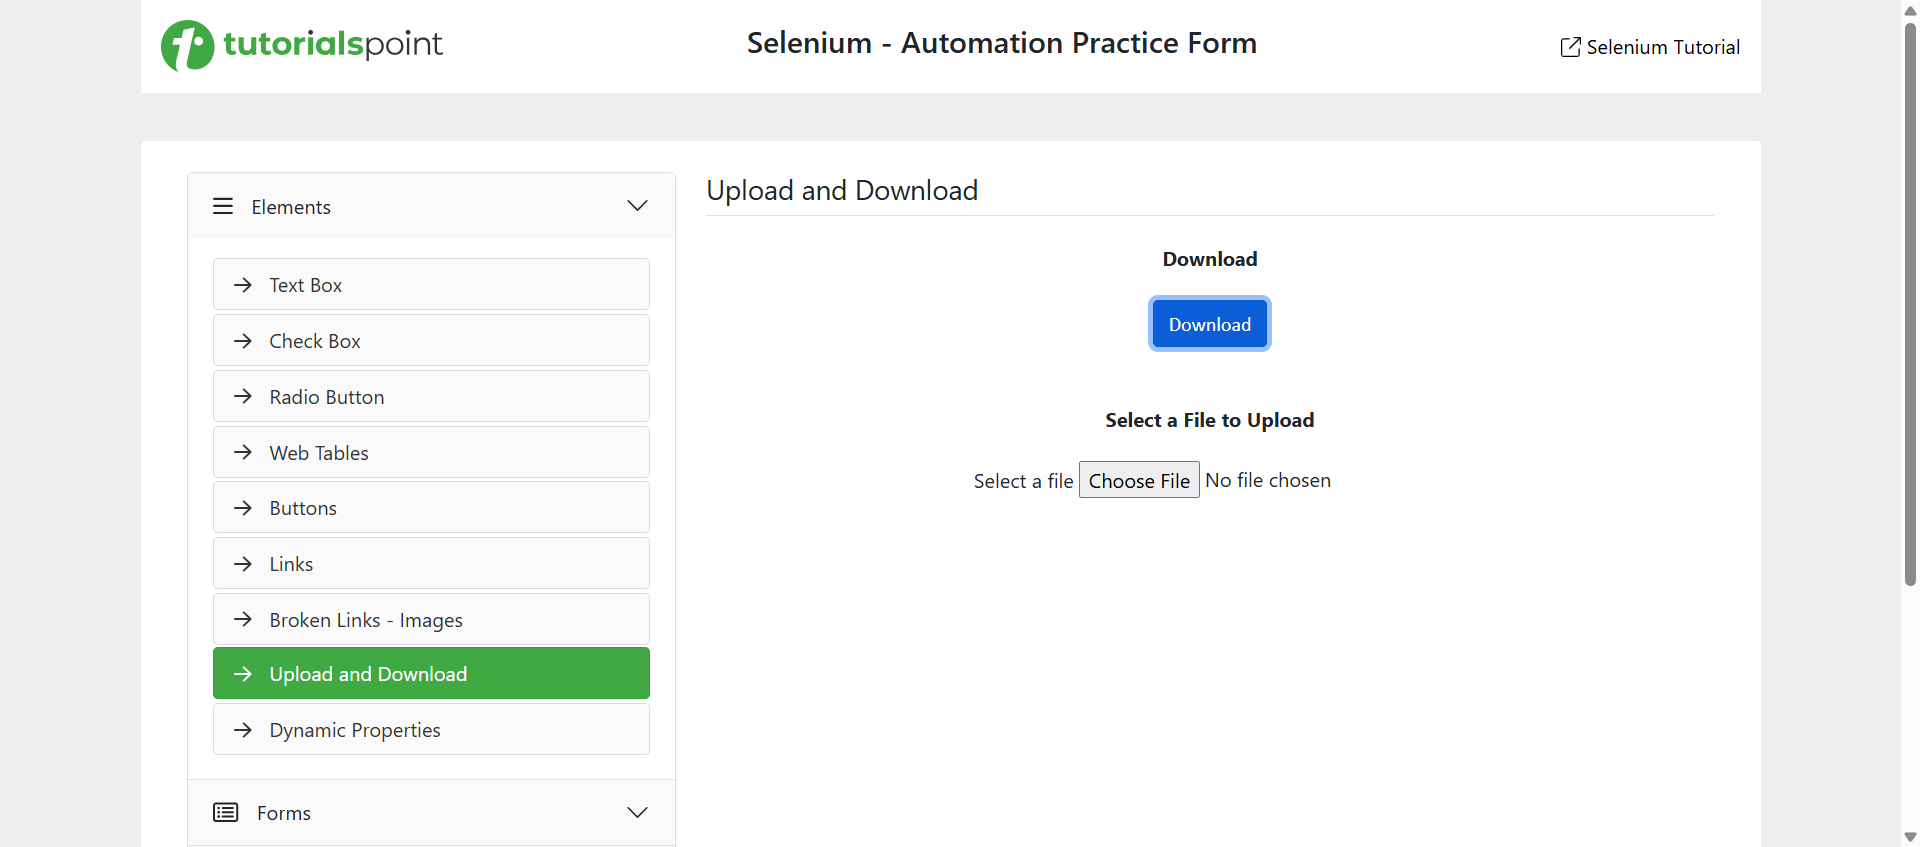 tutorialspoint
Selenium - Automation Practice Form
Selenium Tutorial
Elements
Text Box
Check Box
Radio Button
Web Tables
Buttons
Links
Broken Links - Images
Upload and Download
Dynamic Properties
Forms
Upload and Download
Download
Download
Select a File to Upload
Select a file Choose File No file chosen